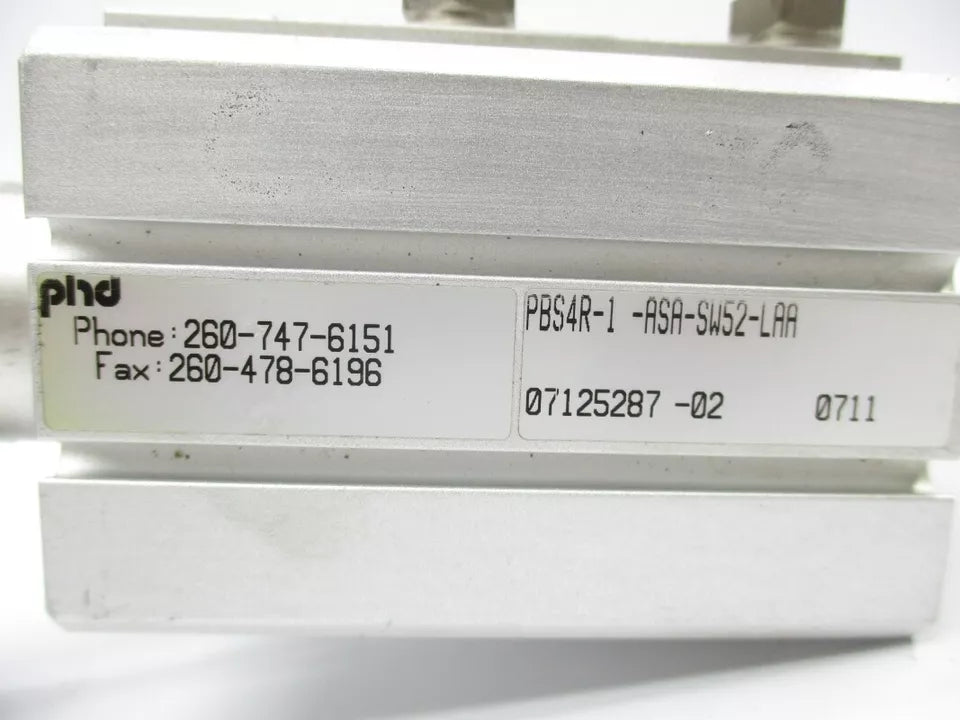 phd
Phone:260-747-6151
Fax:260-478-6196
PBS4R-1 -ASA-SW52-LAA
07125287 -02 0711